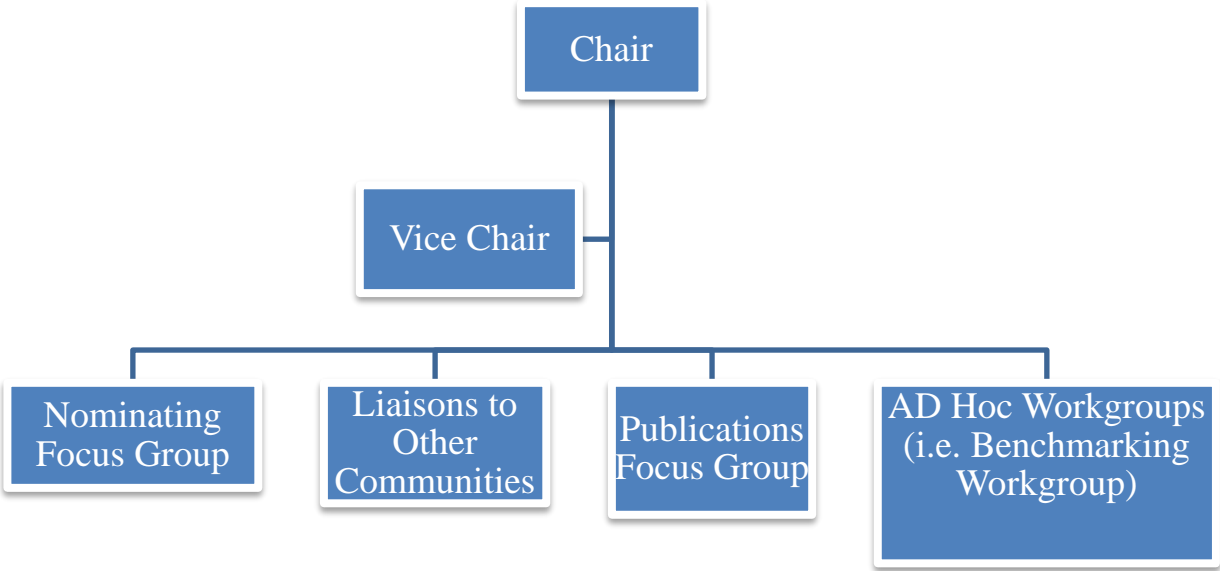 Chair
Vice Chair
Nominating
Focus Group
Liaisons to
Other
Communities
Publications
Focus Group
AD Hoc Workgroups
(i.e. Benchmarking
Workgroup)